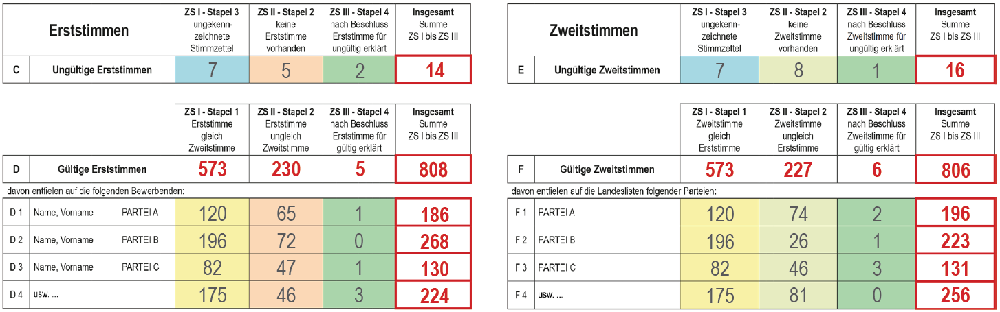 Erststimmen
ZS I - Stapel 3
ungekenn-
zeichnete
Stimmzettel
ZS II - Stapel 2
keine
Erststimme
vorhanden
ZS III - Stapel 4
nach Beschluss
Erststimme für
ungültig erklärt
Insgesamt
Summe
ZS I bis ZS III
C Ungültige Erststimmen 7 5 2 14
ZS I - Stapel 1
Erststimme
gleich
Zweitstimme
ZS II - Stapel 2
Erststimme
ungleich
Zweitstimme
ZS III - Stapel 4
nach Beschluss
Erststimme für
gültig erklärt
Insgesamt
Summe
ZS I bis ZS III
D Gültige Erststimmen 573 230 5 808
davon entfielen auf die folgenden Bewerbenden:
D 1 Name, Vorname PARTEI A 120 65 1 186
D 2 Name, Vorname PARTEI B 196 72 0 268
D 3 Name, Vorname PARTEI C 82 47 1 130
D 4 usw. ... 175 46 3 224
Zweitstimmen
ZS I - Stapel 3
ungekenn-
zeichnete
Stimmzettel
ZS II - Stapel 2
keine
Zweitstimme
vorhanden
ZS III - Stapel 4
nach Beschluss
Zweitstimme für
ungültig erklärt
Insgesamt
Summe
ZS I bis ZS III
E Ungültige Zweitstimmen 7 8 1 16
ZS I - Stapel 1
Zweitstimme
gleich
Erststimme
ZS II - Stapel 2
Zweitstimme
ungleich
Erststimme
ZS III - Stapel 4
nach Beschluss
Zweitstimme für
gültig erklärt
Insgesamt
Summe
ZS I bis ZS III
F Gültige Zweitstimmen 573 227 6 806
davon entfielen auf die Landeslisten folgender Parteien:
F 1 PARTEI A 120 74 2 196
F 2 PARTEI B 196 26 1 223
F 3 PARTEI C 82 46 3 131
F 4 usw. ... 175 81 0 256